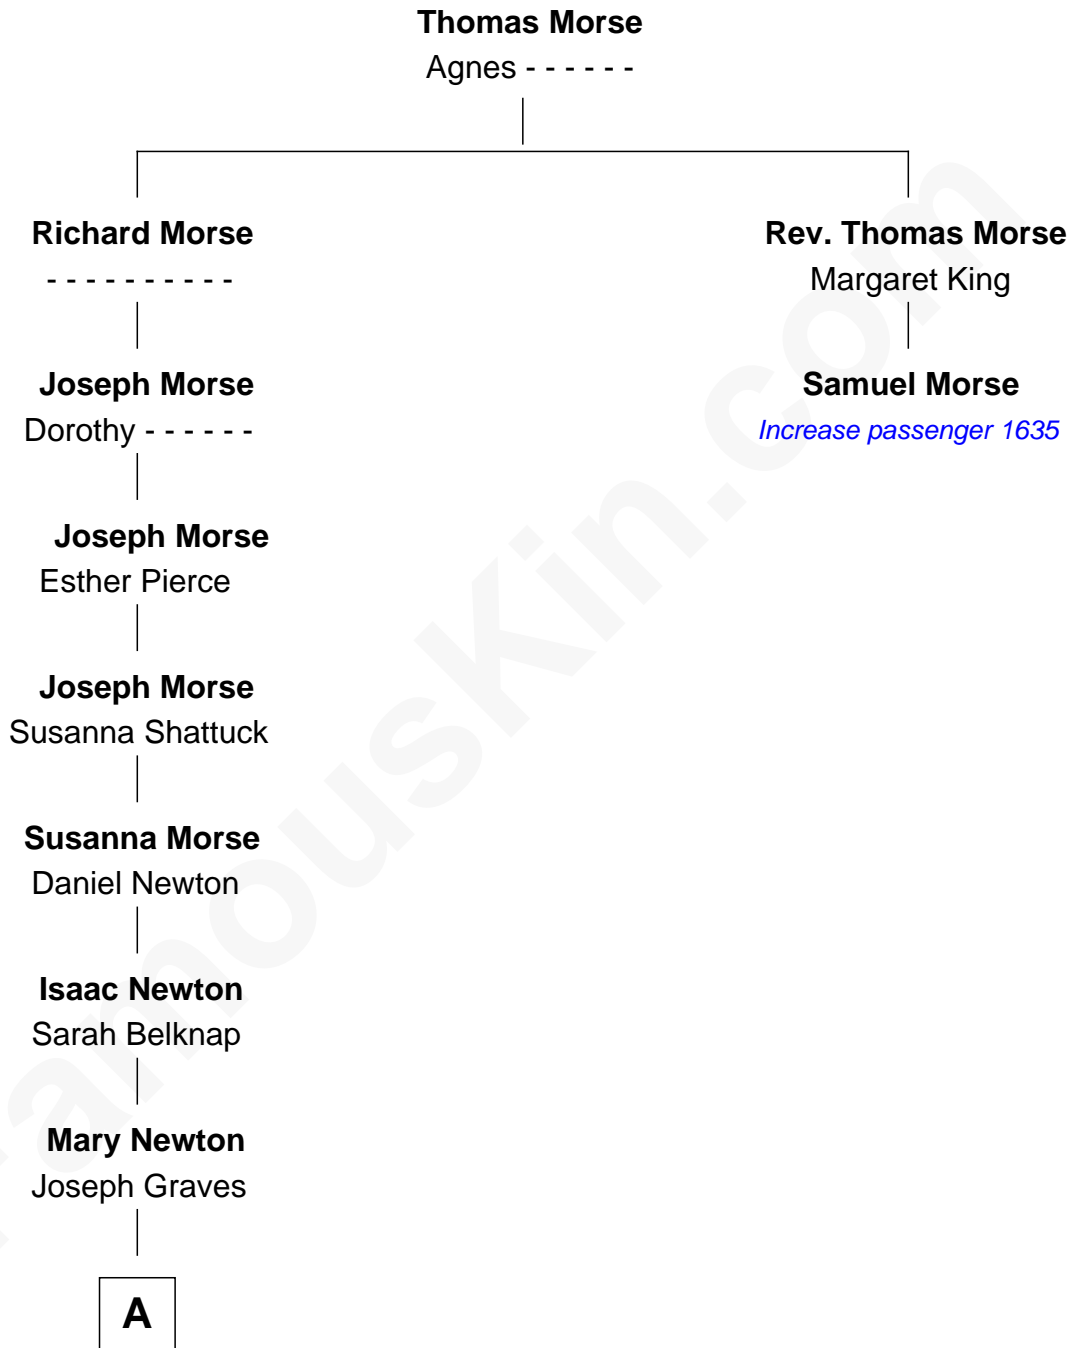 Thomas Morse
Agnes - - - - - -
Richard Morse
- - - - - - - - - -
Rev. Thomas Morse
Margaret King
Joseph Morse
Dorothy - - - - - -
Samuel Morse
Increase passenger 1635
Joseph Morse
Esther Pierce
Joseph Morse
Susanna Shattuck
Susanna Morse
Daniel Newton
Isaac Newton
Sarah Belknap
Mary Newton
Joseph Graves
A
FamousKin.com